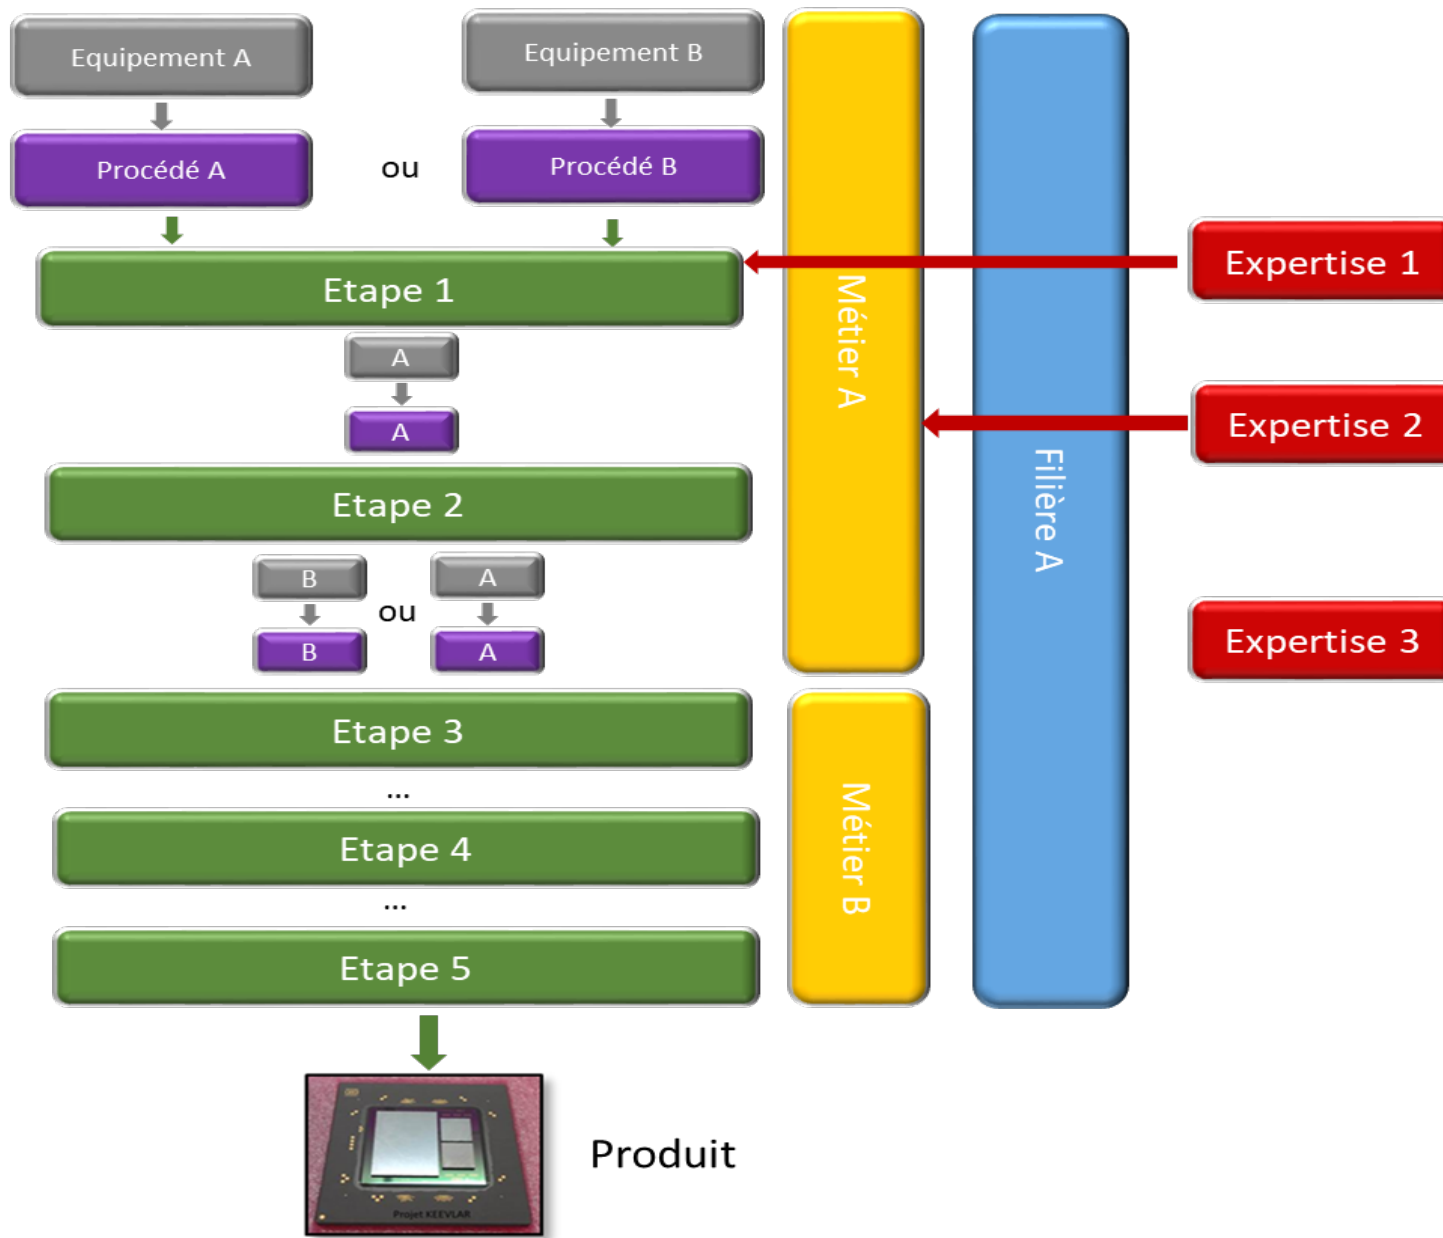 Equipement A
Equipement B
Procédé A
ou
Procédé B
Etape 1
Expertise 1
A
A
Métier A
Expertise 2
Filière A
Etape 2
B
ou
A
B
A
Expertise 3
Etape 3
...
Métier B
Etape 4
...
Etape 5
Projet KEEVLAR
Produit